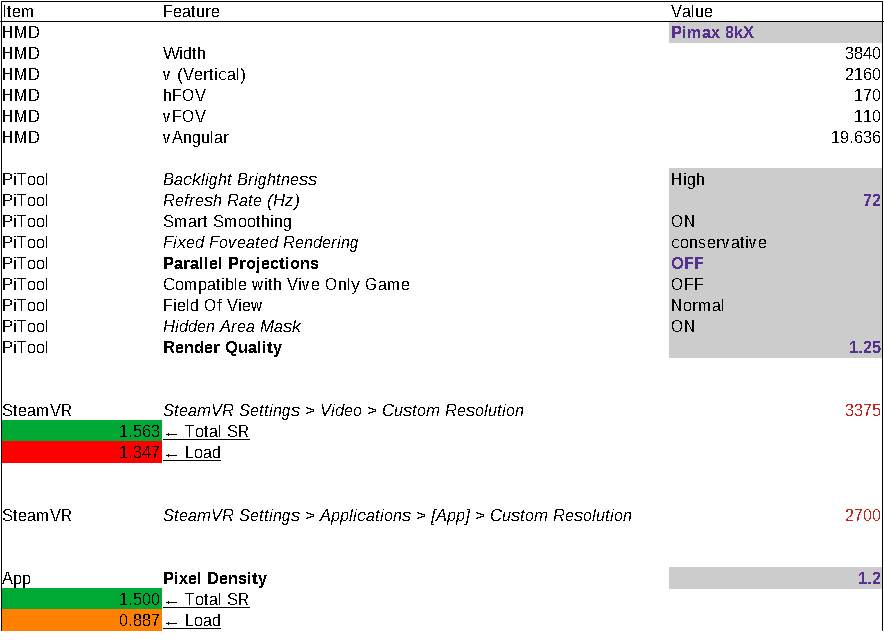 Item Feature Value
HMD Pimax 8kX
HMD Width 3840
HMD v (Vertical) 2160
HMD hFOV 170
HMD vFOV 110
HMD vAngular 19.636
PiTool Backlight Brightness High
PiTool Refresh Rate (Hz) 72
PiTool Smart Smoothing ON
PiTool Fixed Foveated Rendering conservative
PiTool Parallel Projections OFF
PiTool Compatible with Vive Only Game OFF
PiTool Field Of View Normal
PiTool Hidden Area Mask ON
PiTool Render Quality 1.25
SteamVR SteamVR Settings > Video > Custom Resolution 3375
1.563 ← Total SR
1.347 ← Load
SteamVR SteamVR Settings > Applications > [App] > Custom Resolution 2700
App Pixel Density 1.2
1.500 ← Total SR
0.887 ← Load